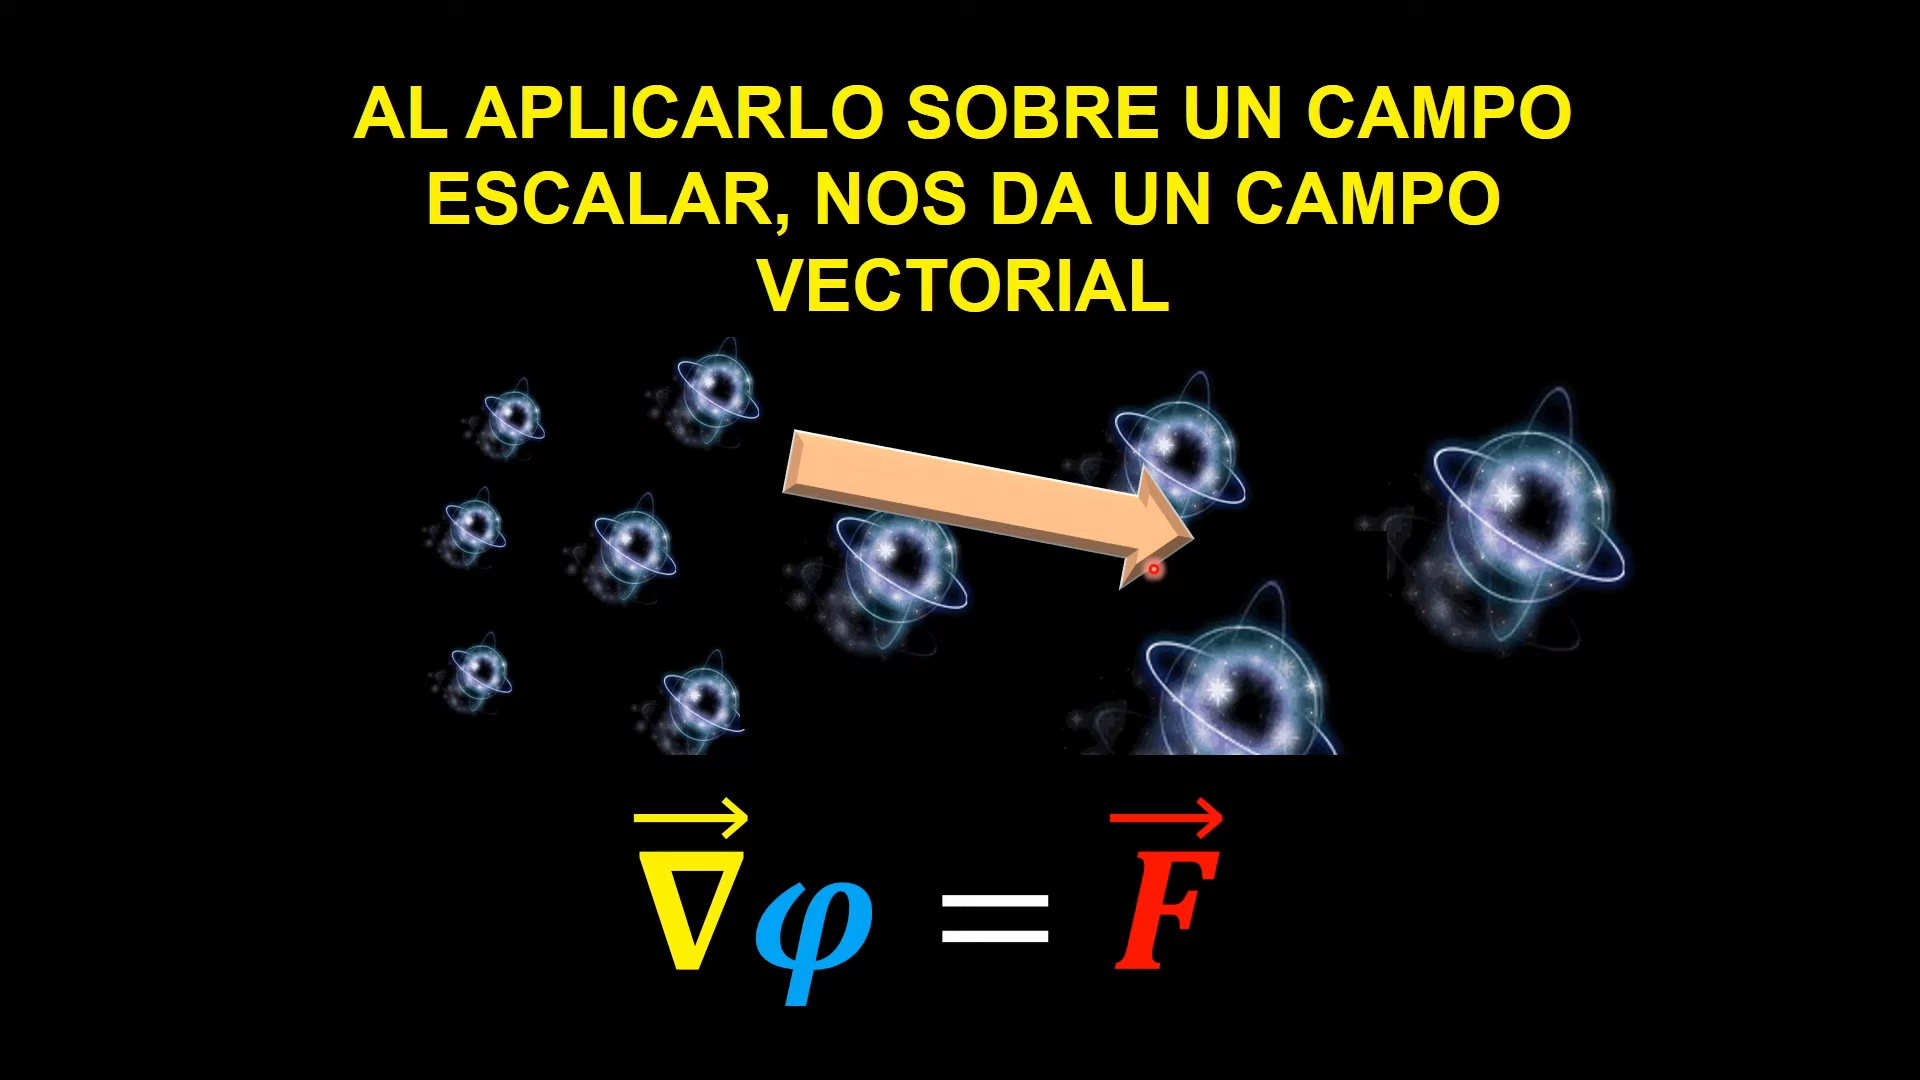 AL APLICARLO SOBRE UN CAMPO
ESCALAR, NOS DA UN CAMPO
VECTORIAL
∇⃗φ = F⃗